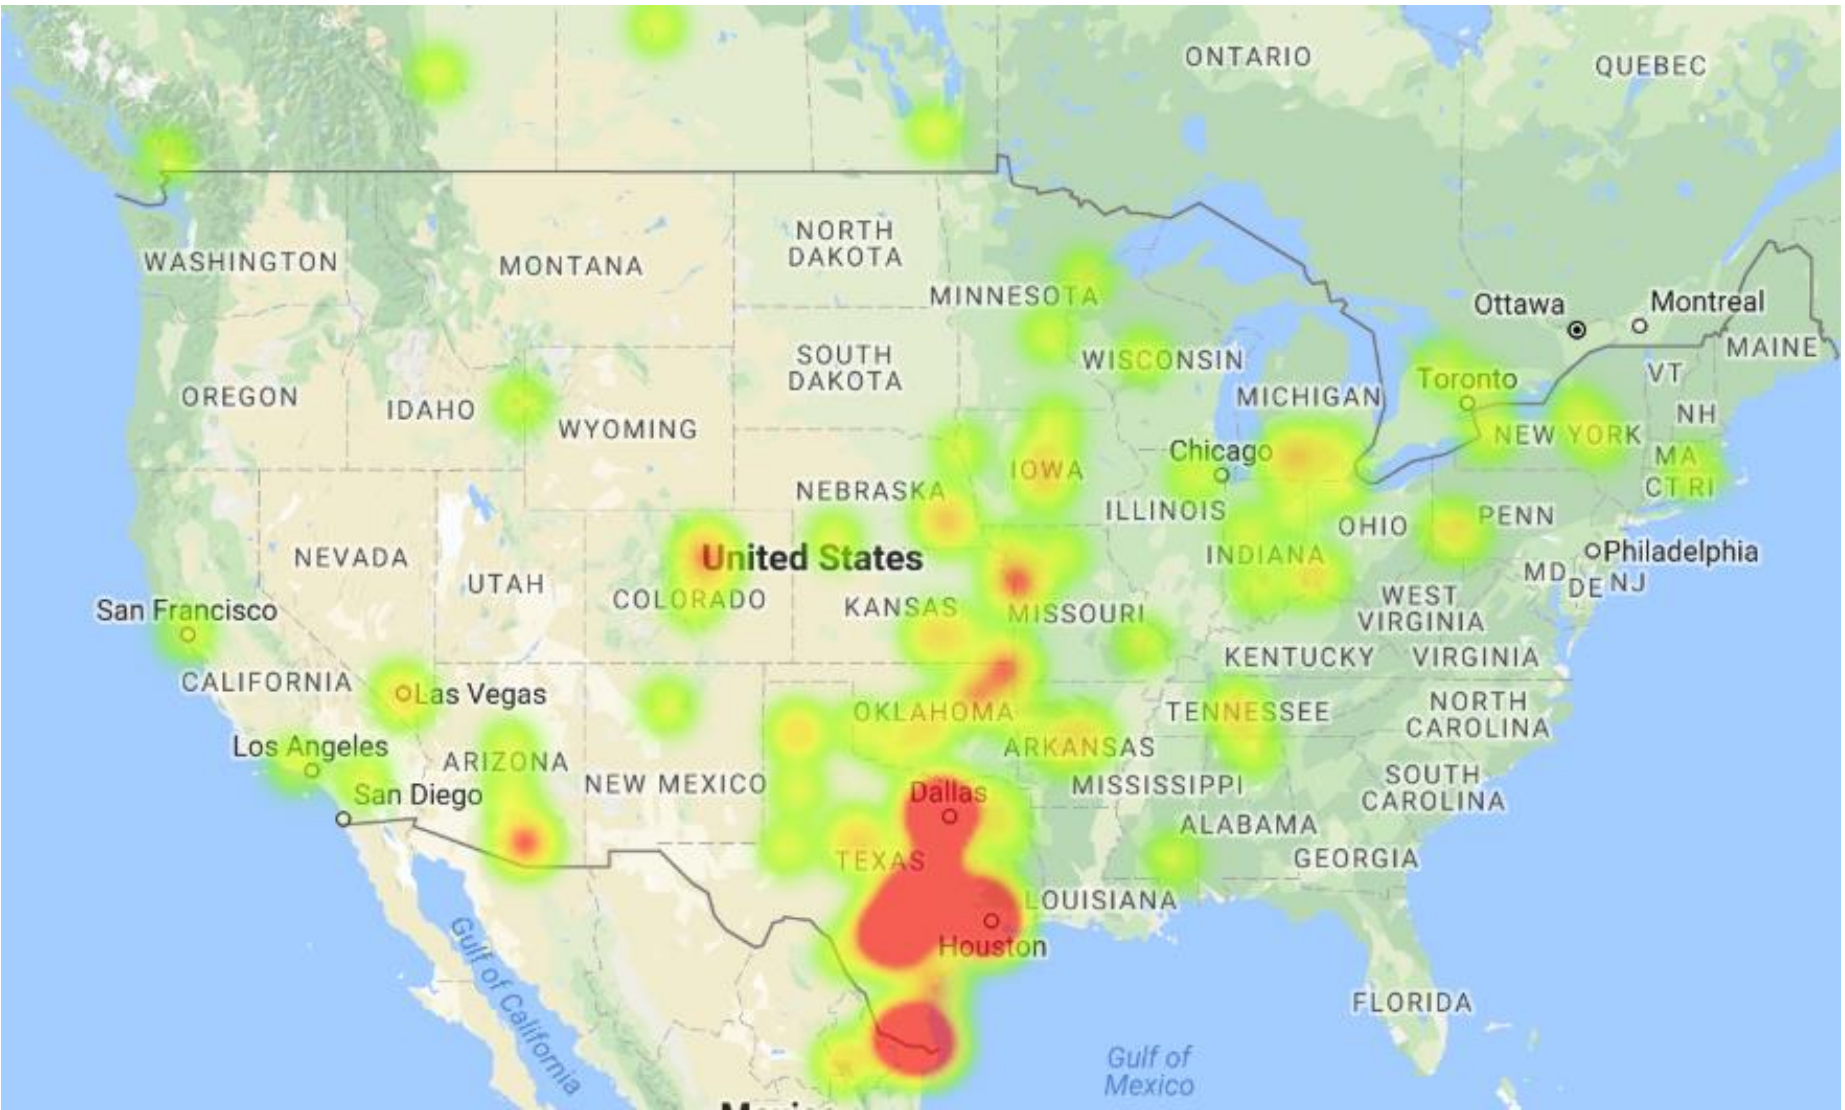 ONTARIO
QUEBEC
NORTH
DAKOTA
WASHINGTON
MONTANA
MINNESOTA
Ottawa
Montreal
MAINE
SOUTH
DAKOTA
WISCONSIN
VT
Toronto
OREGON
IDAHO
MICHIGAN
NH
WYOMING
NEW YORK
Chicago
MA
IOWA
CT RI
NEBRASKA
ILLINOIS
OHIO
PENN
United States
NEVADA
INDIANA
Philadelphia
UTAH
MD
DE
NJ
COLORADO
KANSAS
MISSOURI
WEST
VIRGINIA
San Francisco
KENTUCKY
VIRGINIA
CALIFORNIA
Las Vegas
OKLAHOMA
TENNESSEE
NORTH
CAROLINA
Los Angeles
ARIZONA
ARKANSAS
NEW MEXICO
MISSISSIPPI
SOUTH
CAROLINA
San Diego
Dallas
ALABAMA
TEXAS
GEORGIA
LOUISIANA
Houston
Gulf of California
FLORIDA
Gulf of
Mexico
Mexico